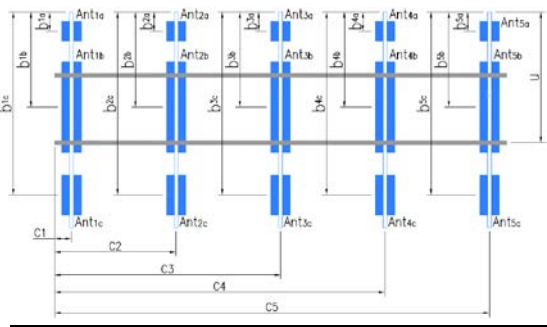 Ant1a Ant2a Ant3a Ant4a Ant5a
b1a b2a b3a b4a b5a
Ant1b Ant2b Ant3b Ant4b Ant5b
b1b b2b b3b b4b b5b
b1c b2c b3c b4c b5c
u
Ant1c Ant2c Ant3c Ant4c Ant5c
C1
C2
C3
C4
C5